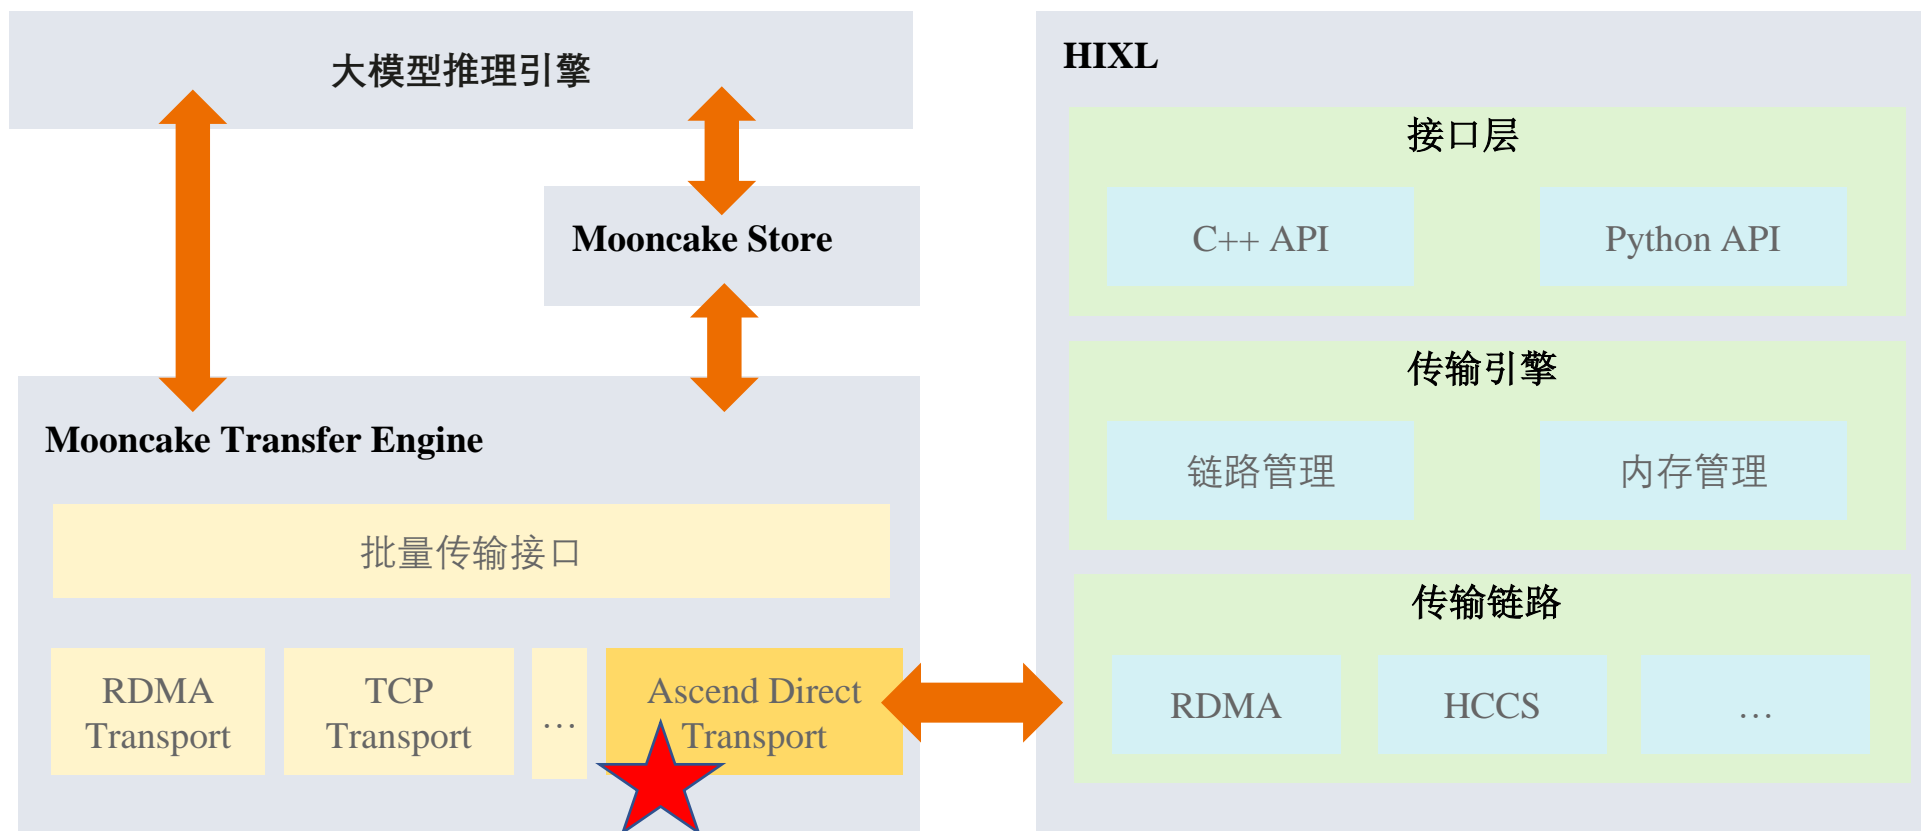 大模型推理引擎
Mooncake Store
Mooncake Transfer Engine
批量传输接口
RDMA
Transport
TCP
Transport
…
Ascend Direct
Transport
HIXL
接口层
C++ API
Python API
传输引擎
链路管理
内存管理
传输链路
RDMA
HCCS
…